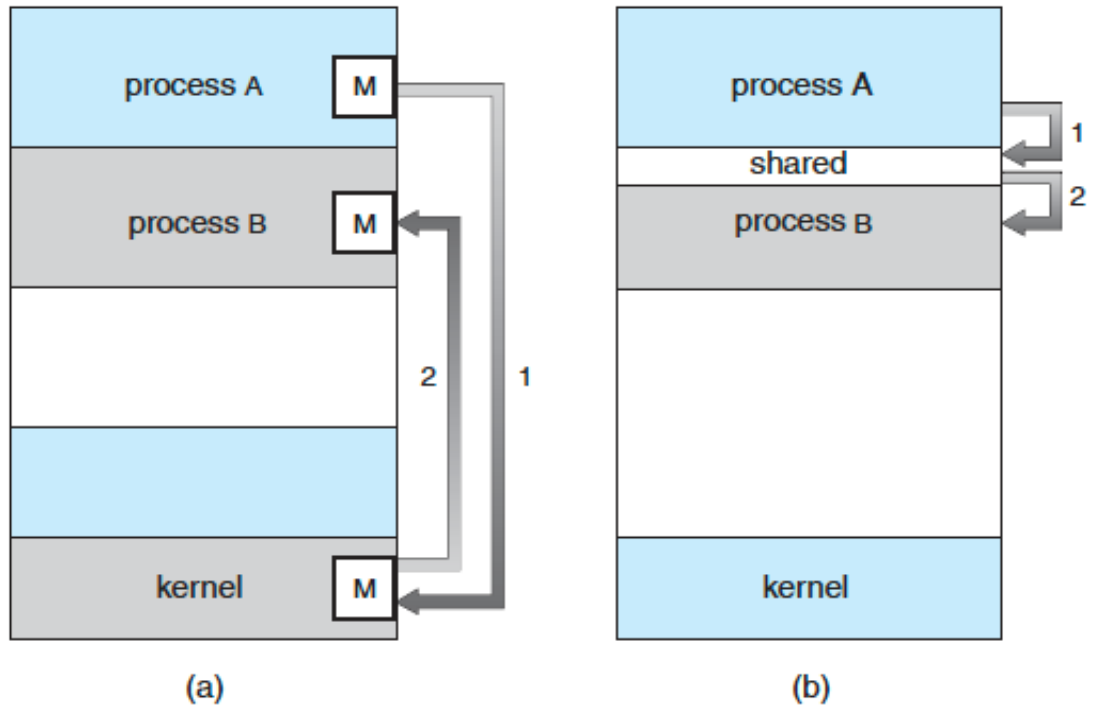 process A
M
process B
M
2
1
kernel
M
(a)
process A
1
shared
2
process B
kernel
(b)